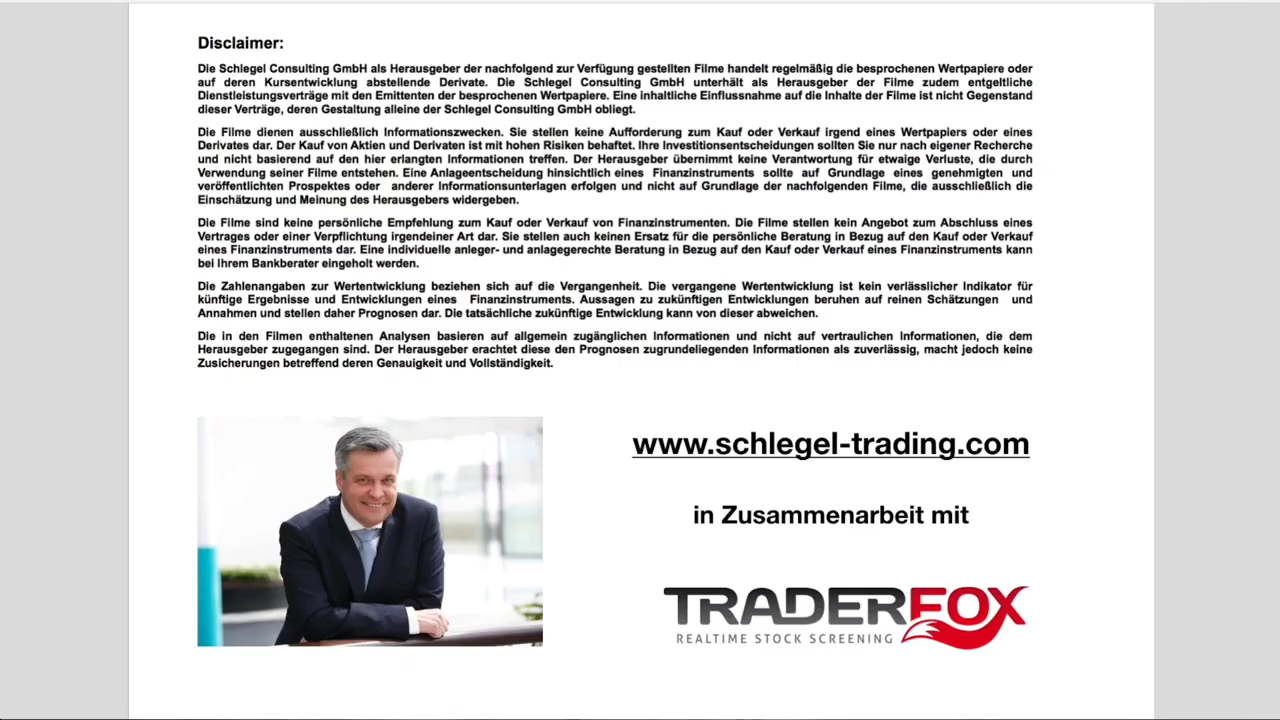 Disclaimer:
Die Schlegel Consulting GmbH als Herausgeber der nachfolgend zur Verfügung gestellten Filme handelt regelmäßig die besprochenen Wertpapiere oder
auf deren Kursentwicklung abstellende Derivate. Die Schlegel Consulting GmbH unterhält als Herausgeber der Filme zudem entgeltliche
Dienstleistungsverträge mit den Emittenten der besprochenen Wertpapiere. Eine inhaltliche Einflussnahme auf die Inhalte der Filme ist nicht Gegenstand
dieser Verträge, deren Gestaltung alleine der Schlegel Consulting GmbH obliegt.
Die Filme dienen ausschließlich Informationszwecken. Sie stellen keine Aufforderung zum Kauf oder Verkauf irgend eines Wertpapiers oder eines
Derivates dar. Der Kauf von Aktien und Derivaten ist mit hohen Risiken behaftet. Ihre Investitionsentscheidungen sollten Sie nur nach eigener Recherche
und nicht basierend auf den hier erlangten Informationen treffen. Der Herausgeber übernimmt keine Verantwortung für etwaige Verluste, die durch
Verwendung seiner Filme entstehen. Eine Anlageentscheidung hinsichtlich eines Finanzinstruments sollte auf Grundlage eines genehmigten und
veröffentlichten Prospektes oder anderer Informationsunterlagen erfolgen und nicht auf Grundlage der nachfolgenden Filme, die ausschließlich die
Einschätzung und Meinung des Herausgebers widergeben.
Die Filme sind keine persönliche Empfehlung zum Kauf oder Verkauf von Finanzinstrumenten. Die Filme stellen kein Angebot zum Abschluss eines
Vertrages oder einer Verpflichtung irgendeiner Art dar. Sie stellen auch keinen Ersatz für die persönliche Beratung in Bezug auf den Kauf oder Verkauf
eines Finanzinstruments dar. Eine individuelle anleger- und anlagegerechte Beratung in Bezug auf den Kauf oder Verkauf eines Finanzinstruments kann
bei Ihrem Bankberater eingeholt werden.
Die Zahlenangaben zur Wertentwicklung beziehen sich auf die Vergangenheit. Die vergangene Wertentwicklung ist kein verlässlicher Indikator für
künftige Ergebnisse und Entwicklungen eines Finanzinstruments. Aussagen zu zukünftigen Entwicklungen beruhen auf reinen Schätzungen und
Annahmen und stellen daher Prognosen dar. Die tatsächliche zukünftige Entwicklung kann von dieser abweichen.
Die in den Filmen enthaltenen Analysen basieren auf allgemein zugänglichen Informationen und nicht auf vertraulichen Informationen, die dem
Herausgeber zugegangen sind. Der Herausgeber erachtet diese den Prognosen zugrundeliegenden Informationen als zuverlässig, macht jedoch keine
Zusicherungen betreffend deren Genauigkeit und Vollständigkeit.
www.schlegel-trading.com
in Zusammenarbeit mit
TRADERFOX
REALTIME STOCK SCREENING